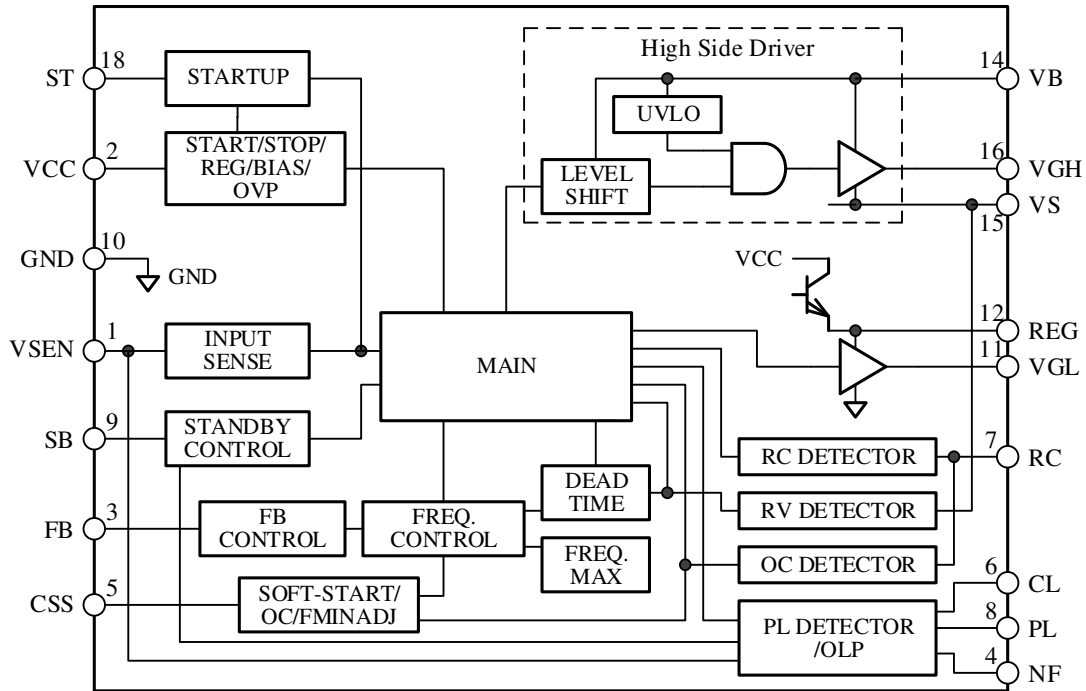 High Side Driver
18
ST
STARTUP
14
VB
UVLO
2
VCC
START/STOP/
REG/BIAS/
OVP
16
VGH
LEVEL
SHIFT
VS
15
10
GND
GND
VCC
1
VSEN
INPUT
SENSE
12
REG
MAIN
11
VGL
9
SB
STANDBY
CONTROL
7
RC
RC DETECTOR
DEAD
TIME
RV DETECTOR
3
FB
FB
CONTROL
FREQ.
CONTROL
FREQ.
MAX
OC DETECTOR
5
CSS
SOFT-START/
OC/FMINADJ
6
CL
PL DETECTOR
/OLP
8
PL
4
NF